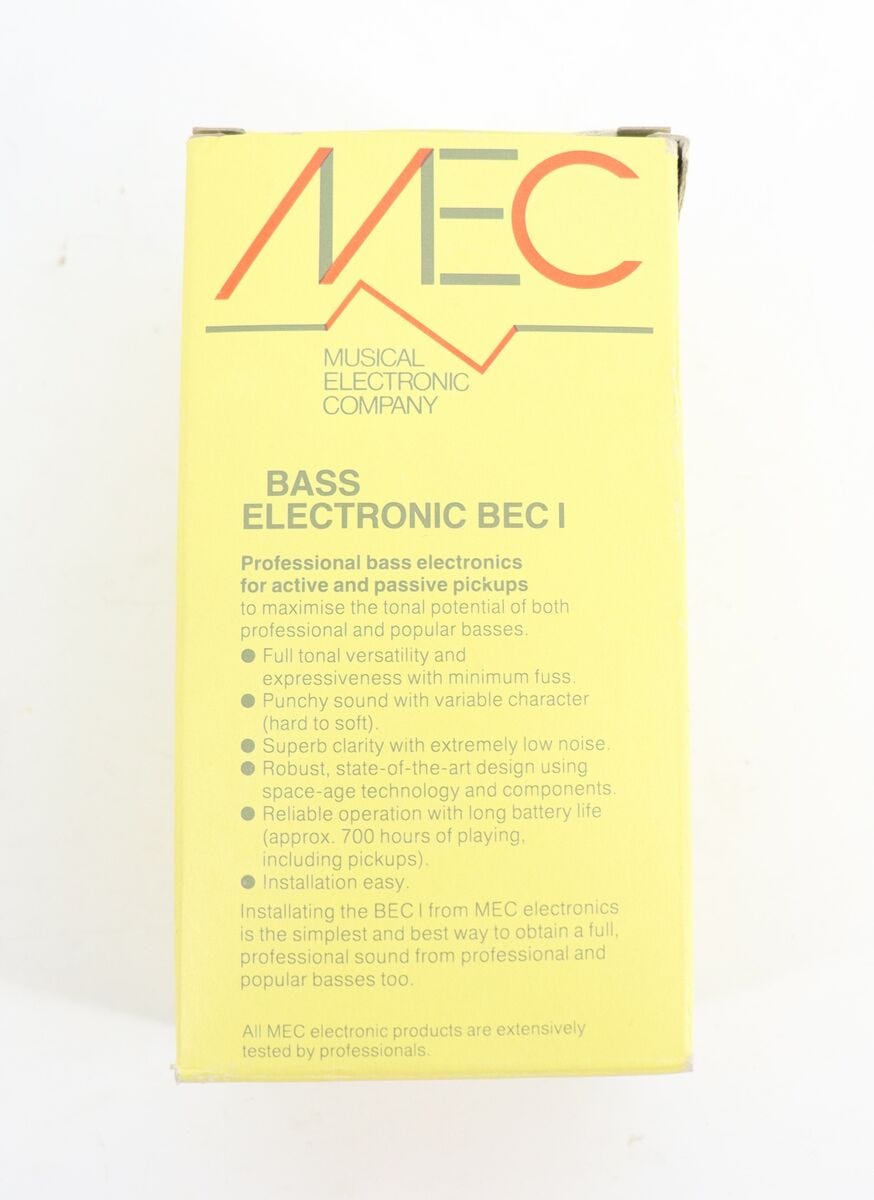 MEC
MUSICAL
ELECTRONIC
COMPANY
BASS
ELECTRONIC BEC I
Professional bass electronics
for active and passive pickups
to maximise the tonal potential of both
professional and popular basses.
● Full tonal versatility and
expressiveness with minimum fuss.
● Punchy sound with variable character
(hard to soft).
● Superb clarity with extremely low noise.
● Robust, state-of-the-art design using
space-age technology and components.
● Reliable operation with long battery life
(approx. 700 hours of playing,
including pickups).
● Installation easy.
Installating the BEC I from MEC electronics
is the simplest and best way to obtain a full,
professional sound from professional and
popular basses too.
All MEC electronic products are extensively
tested by professionals.